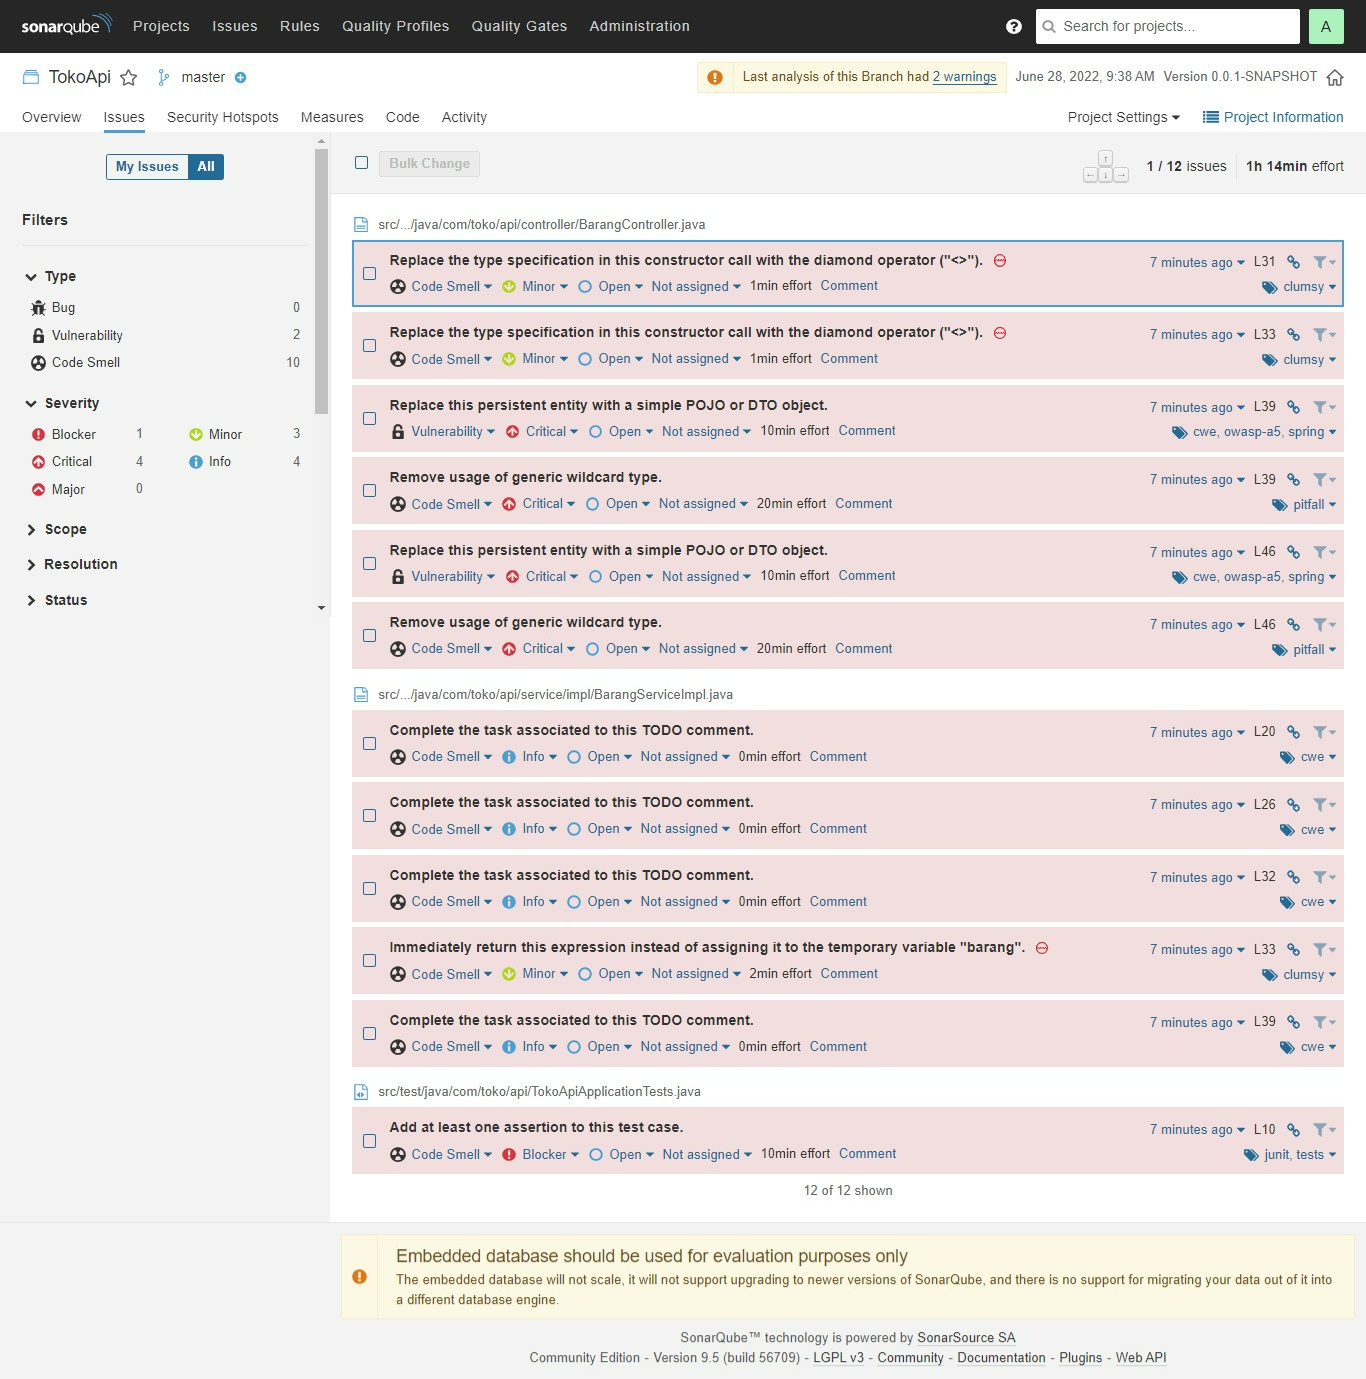 sonarqube Projects Issues Rules Quality Profiles Quality Gates Administration ? Search for projects... A
TokoApi master Last analysis of this Branch had 2 warnings June 28, 2022, 9:38 AM Version 0.0.1-SNAPSHOT
Overview Issues Security Hotspots Measures Code Activity Project Settings Project Information
My Issues All
Bulk Change 1 / 12 issues 1h 14min effort
Filters
Type
Bug 0
Vulnerability 2
Code Smell 10
Severity
Blocker 1 Minor 3
Critical 4 Info 4
Major 0
Scope
Resolution
Status
src/.../java/com/toko/api/controller/BarangController.java
Replace the type specification in this constructor call with the diamond operator ("<>"). 7 minutes ago L31
Code Smell Minor Open Not assigned 1min effort Comment clumsy
Replace the type specification in this constructor call with the diamond operator ("<>"). 7 minutes ago L33
Code Smell Minor Open Not assigned 1min effort Comment clumsy
Replace this persistent entity with a simple POJO or DTO object. 7 minutes ago L39
Vulnerability Critical Open Not assigned 10min effort Comment cwe, owasp-a5, spring
Remove usage of generic wildcard type. 7 minutes ago L39
Code Smell Critical Open Not assigned 20min effort Comment pitfall
Replace this persistent entity with a simple POJO or DTO object. 7 minutes ago L46
Vulnerability Critical Open Not assigned 10min effort Comment cwe, owasp-a5, spring
Remove usage of generic wildcard type. 7 minutes ago L46
Code Smell Critical Open Not assigned 20min effort Comment pitfall
src/.../java/com/toko/api/service/impl/BarangServiceImpl.java
Complete the task associated to this TODO comment. 7 minutes ago L20
Code Smell Info Open Not assigned 0min effort Comment cwe
Complete the task associated to this TODO comment. 7 minutes ago L26
Code Smell Info Open Not assigned 0min effort Comment cwe
Complete the task associated to this TODO comment. 7 minutes ago L32
Code Smell Info Open Not assigned 0min effort Comment cwe
Immediately return this expression instead of assigning it to the temporary variable "barang". 7 minutes ago L33
Code Smell Minor Open Not assigned 2min effort Comment clumsy
Complete the task associated to this TODO comment. 7 minutes ago L39
Code Smell Info Open Not assigned 0min effort Comment cwe
src/test/java/com/toko/api/TokoApiApplicationTests.java
Add at least one assertion to this test case. 7 minutes ago L10
Code Smell Blocker Open Not assigned 10min effort Comment junit, tests
12 of 12 shown
Embedded database should be used for evaluation purposes only
The embedded database will not scale, it will not support upgrading to newer versions of SonarQube, and there is no support for migrating your data out of it into
a different database engine.
SonarQube™ technology is powered by SonarSource SA
Community Edition - Version 9.5 (build 56709) - LGPL v3 - Community - Documentation - Plugins - Web API